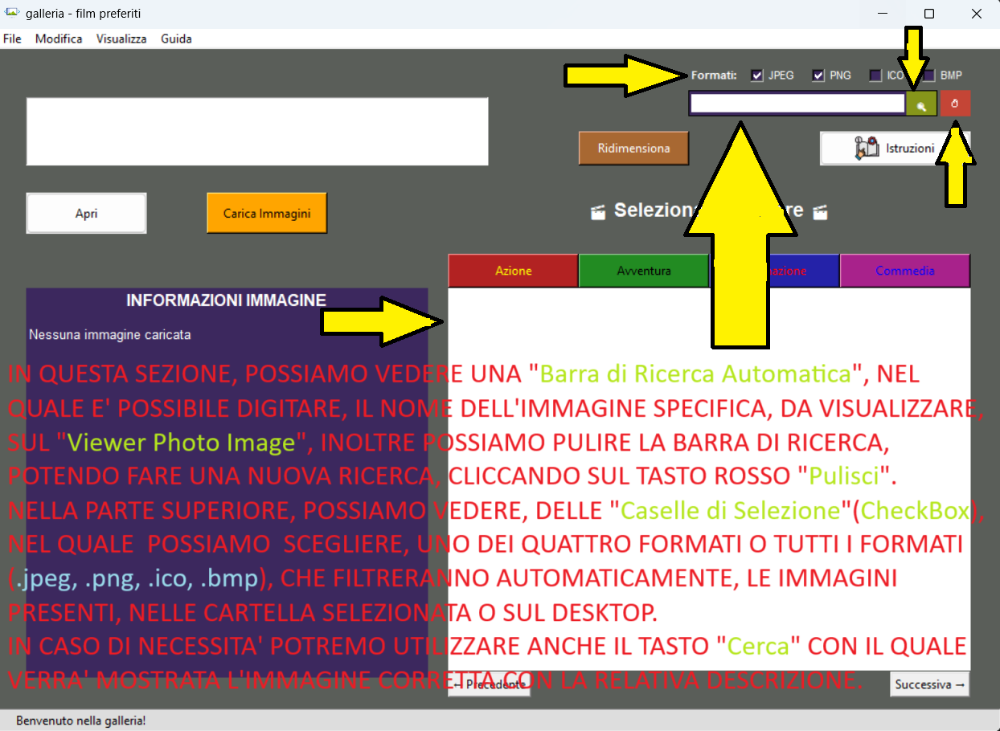 galleria - film preferiti
File Modifica Visualizza Guida
Formati: JPEG PNG ICO BMP
Ridimensiona
Istruzioni
Apri
Carica Immagini
Selezion re
Azione
Avventura
azione
Commedia
INFORMAZIONI IMMAGINE
Nessuna immagine caricata
IN QUESTA SEZIONE, POSSIAMO VEDERE UNA "Barra di Ricerca Automatica", NEL
QUALE E' POSSIBILE DIGITARE, IL NOME DELL'IMMAGINE SPECIFICA, DA VISUALIZZARE,
SUL "Viewer Photo Image", INOLTRE POSSIAMO PULIRE LA BARRA DI RICERCA,
POTENDO FARE UNA NUOVA RICERCA, CLICCANDO SUL TASTO ROSSO "Pulisci".
NELLA PARTE SUPERIORE, POSSIAMO VEDERE, DELLE "Caselle di Selezione"(CheckBox),
NEL QUALE POSSIAMO SCEGLIERE, UNO DEI QUATTRO FORMATI O TUTTI I FORMATI
(.jpeg, .png, .ico, .bmp), CHE FILTRERANNO AUTOMATICAMENTE, LE IMMAGINI
PRESENTI, NELLE CARTELLA SELEZIONATA O SUL DESKTOP.
IN CASO DI NECESSITA' POTREMO UTILIZZARE ANCHE IL TASTO "Cerca" CON IL QUALE
VERRA' MOSTRATA L'IMMAGINE CORRETTA CON LA RELATIVA DESCRIZIONE.
← Precedente
Successiva →
Benvenuto nella galleria!